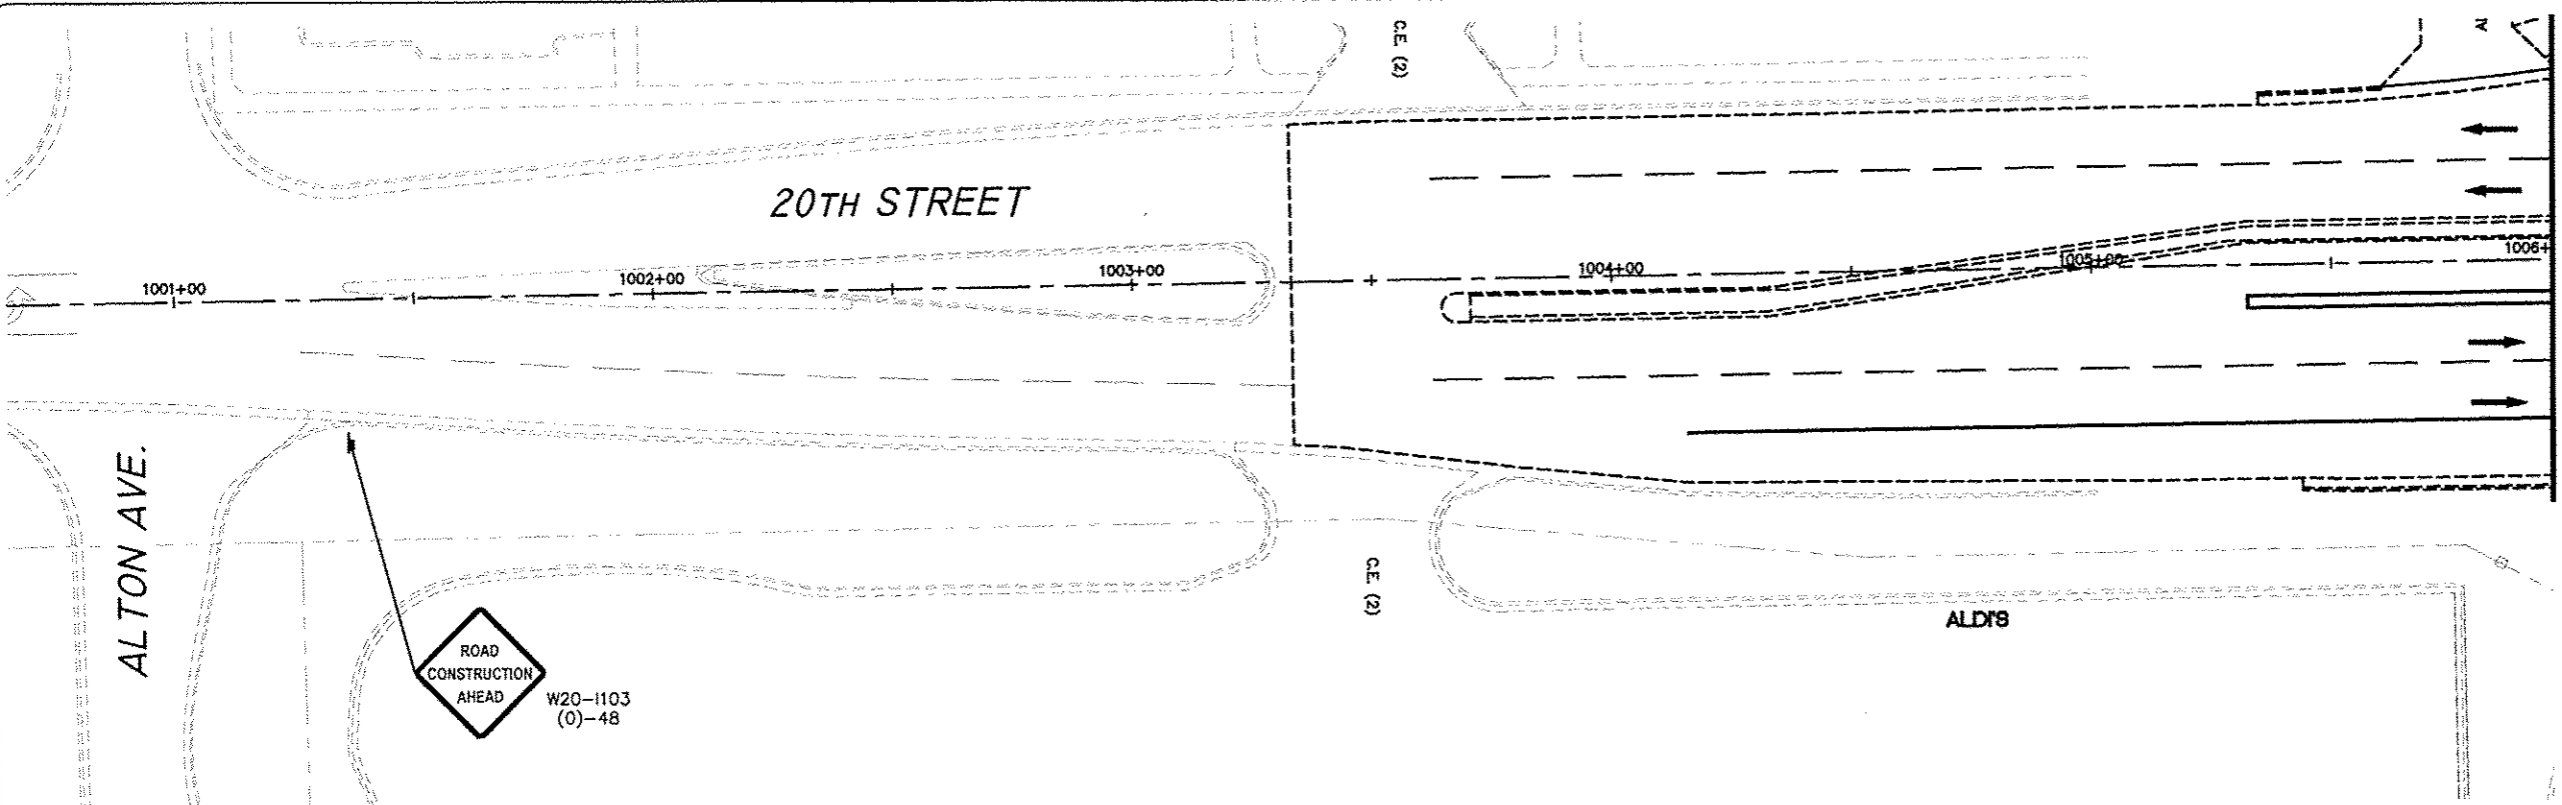 C.E. (2)
20TH STREET
1001+00
1002+00
1003+00
1004+00
1005+00
1006+
ALTON AVE.
C.E. (2)
ALDI'S
ROAD
CONSTRUCTION
AHEAD
W20-I103
(O)-48